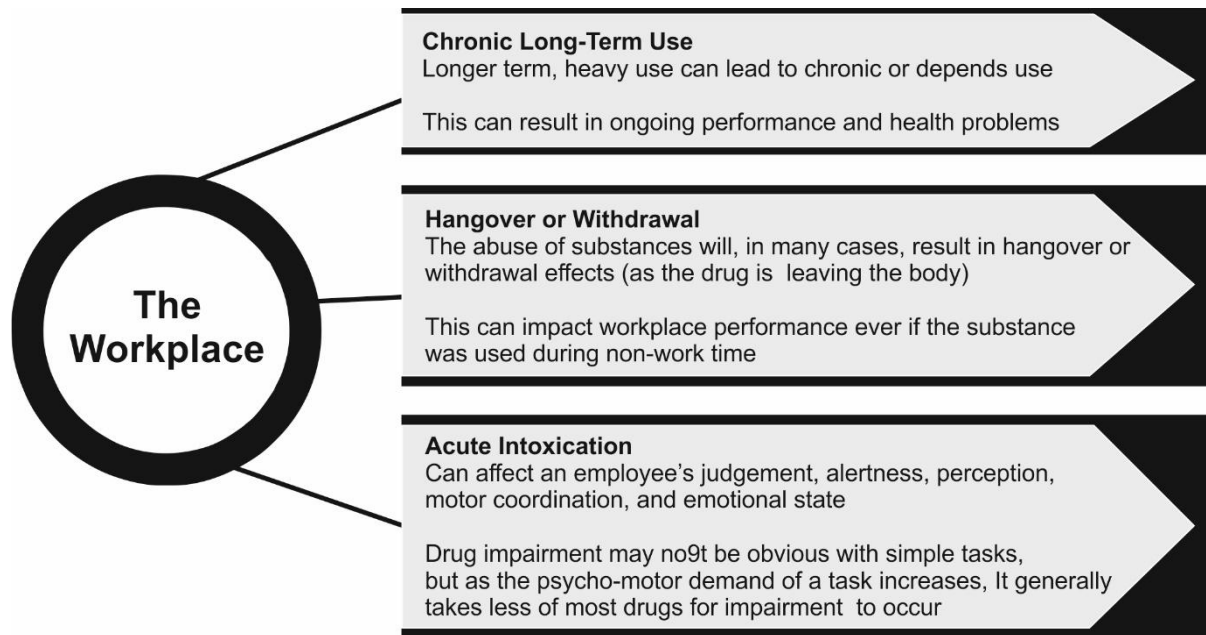 The
Workplace
Chronic Long-Term Use
Longer term, heavy use can lead to chronic or depends use
This can result in ongoing performance and health problems
Hangover or Withdrawal
The abuse of substances will, in many cases, result in hangover or
withdrawal effects (as the drug is leaving the body)
This can impact workplace performance ever if the substance
was used during non-work time
Acute Intoxication
Can affect an employee's judgement, alertness, perception,
motor coordination, and emotional state
Drug impairment may no9t be obvious with simple tasks,
but as the psycho-motor demand of a task increases, It generally
takes less of most drugs for impairment to occur